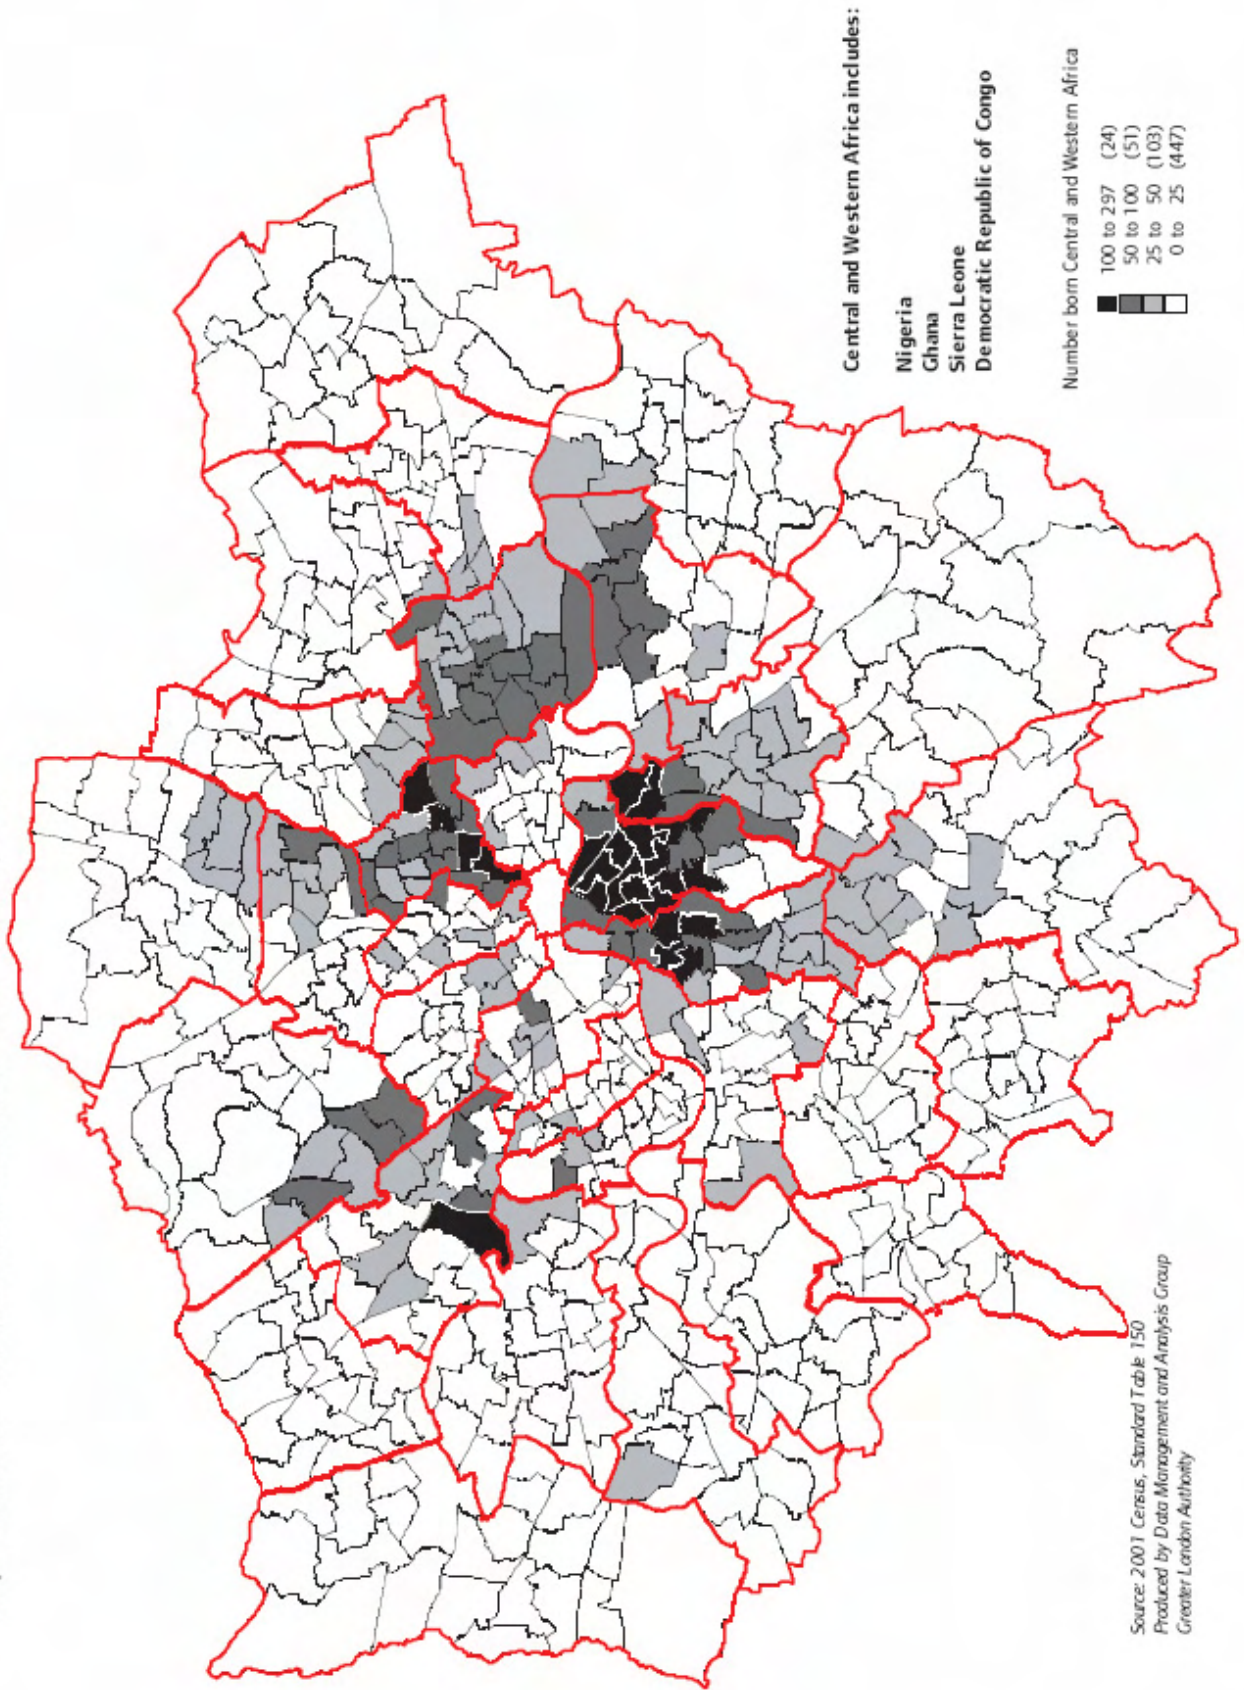 Central and Western Africa includes:
Nigeria
Ghana
Sierra Leone
Democratic Republic of Congo
Number born Central and Western Africa
100 to 297 (24)
50 to 100 (51)
25 to 50 (103)
0 to 25 (447)
Source: 2001 Census, Standard Table 150
Produced by Data Management and Analysis Group
Greater London Authority